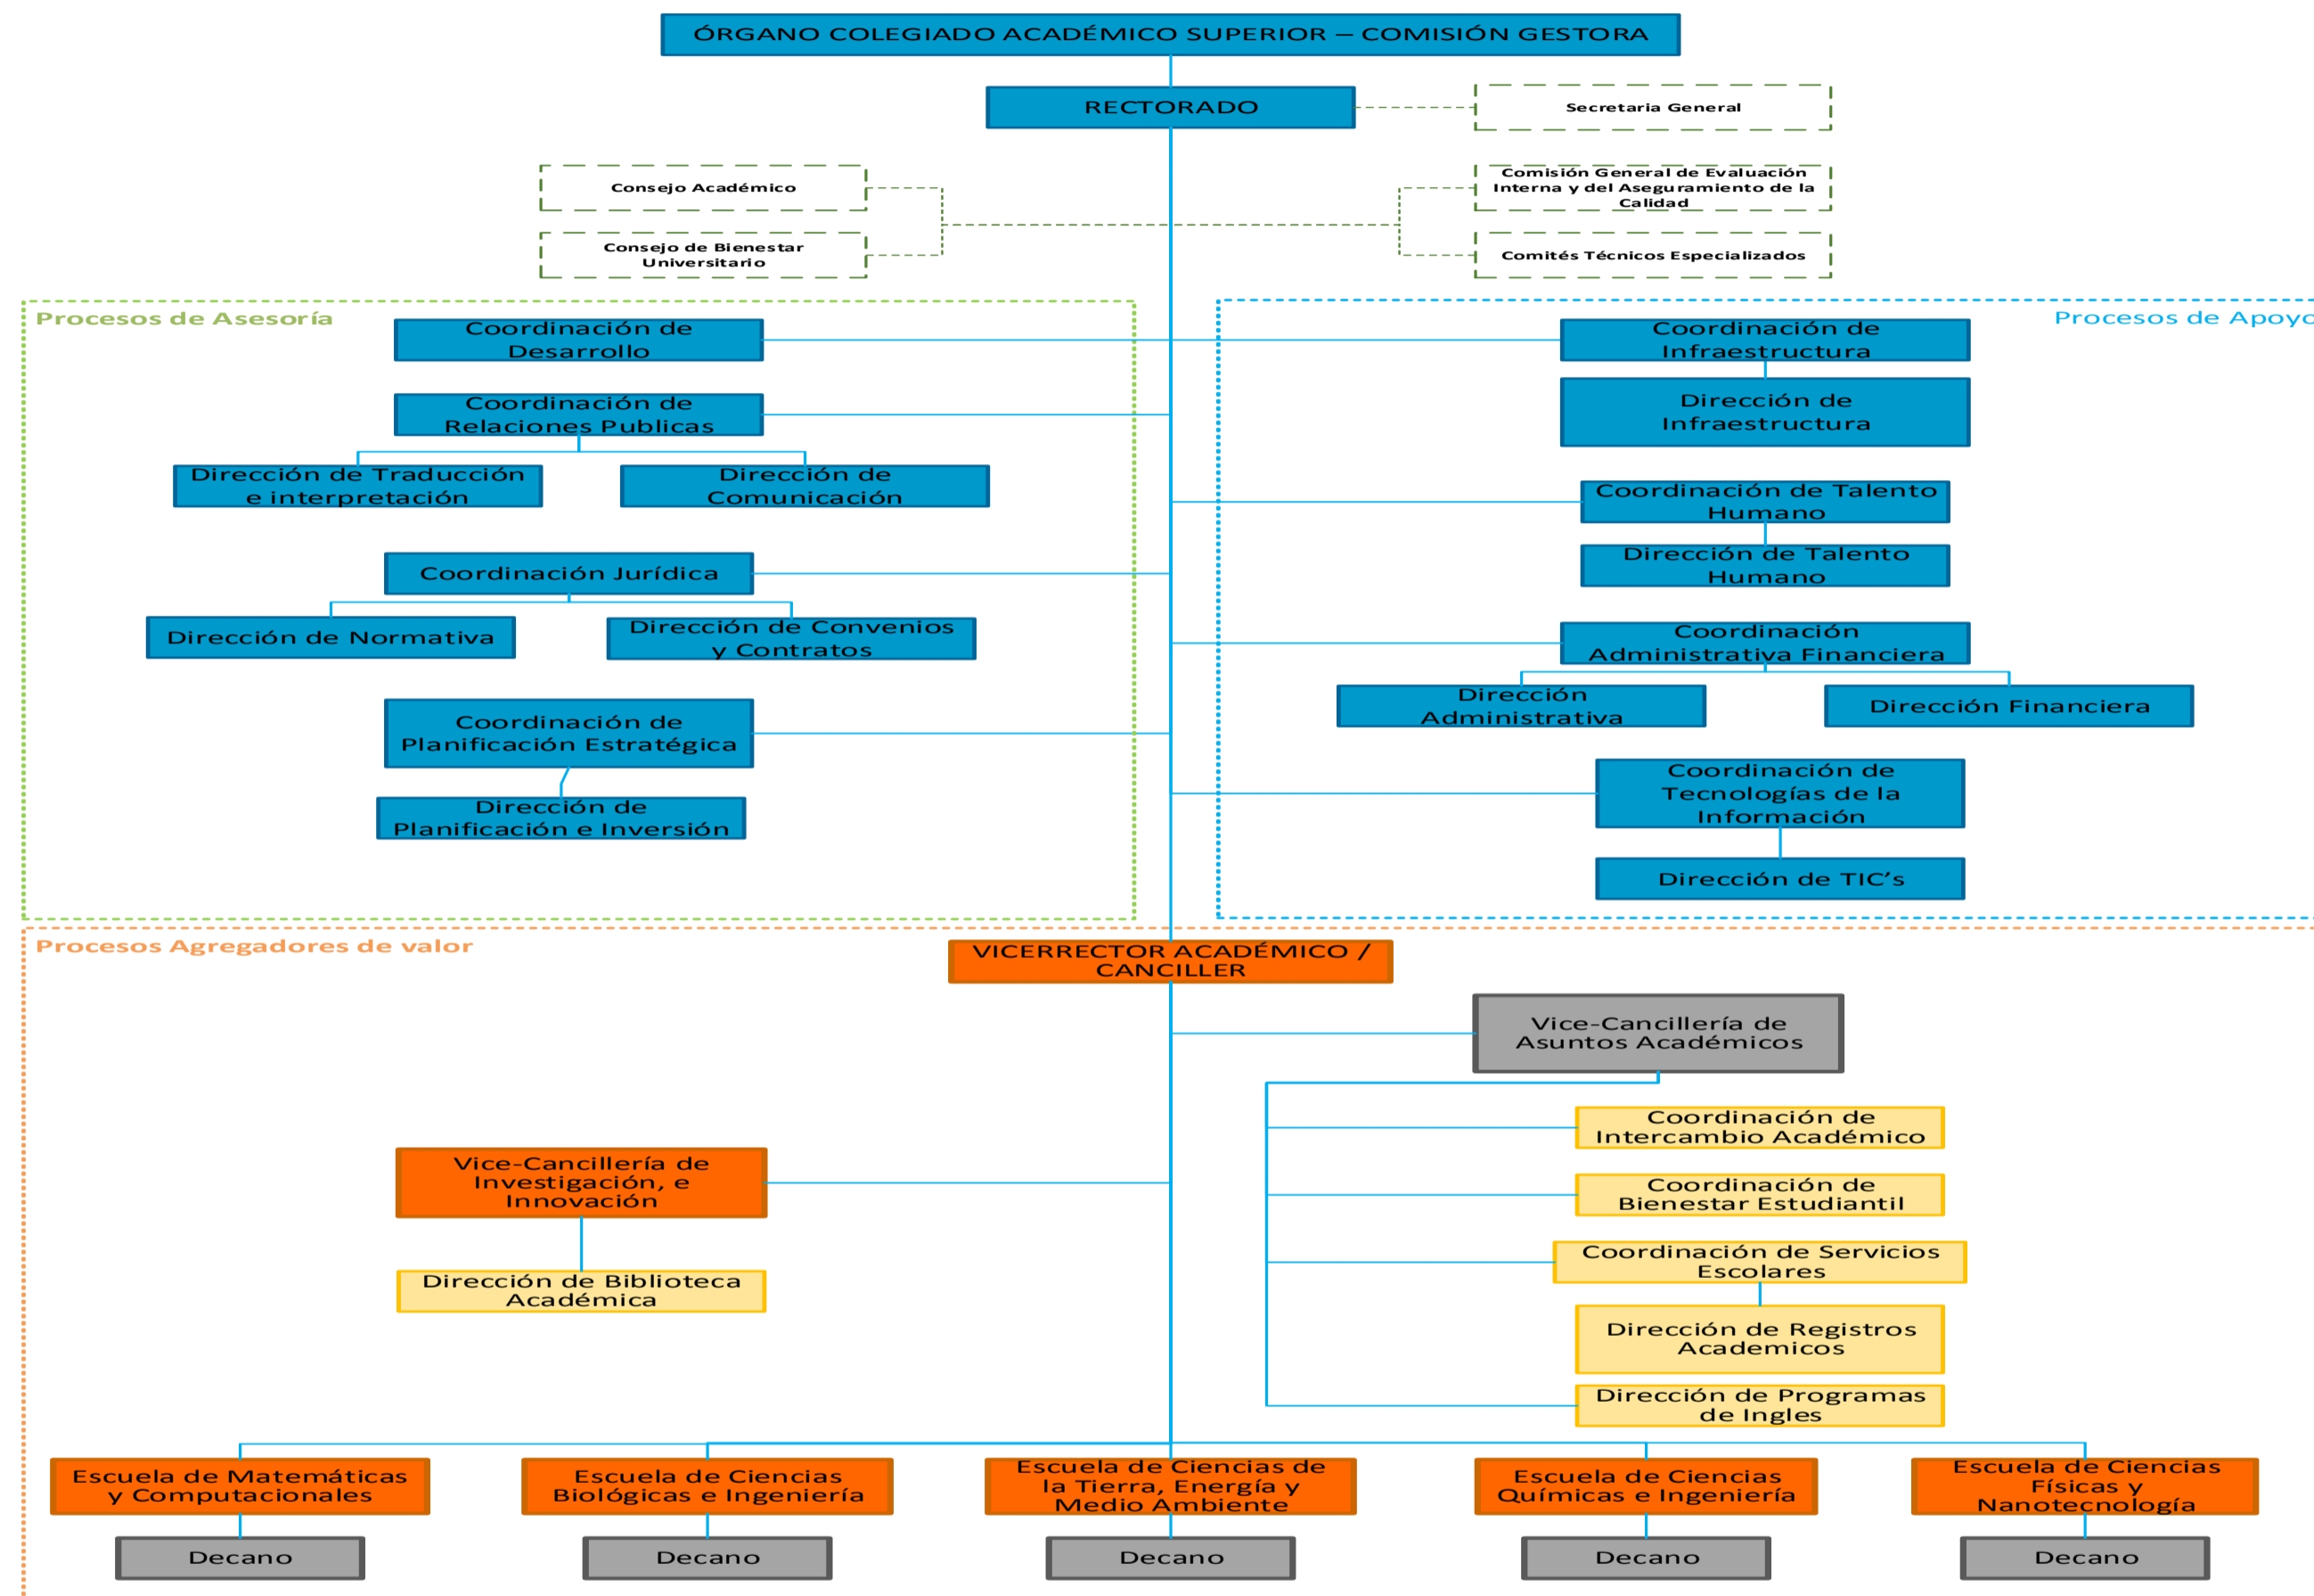 ÓRGANO COLEGIADO ACADÉMICO SUPERIOR – COMISIÓN GESTORA
RECTORADO
Secretaria General
Consejo Académico
Comisión General de Evaluación
Interna y del Aseguramiento de la
Calidad
Consejo de Bienestar
Universitario
Comités Técnicos Especializados
Procesos de Asesoría
Coordinación de
Desarrollo
Coordinación de
Relaciones Publicas
Dirección de Traducción
e interpretación
Dirección de
Comunicación
Coordinación Jurídica
Dirección de Normativa
Dirección de Convenios
y Contratos
Coordinación de
Planificación Estratégica
Dirección de
Planificación e Inversión
Procesos de Apoyo
Coordinación de
Infraestructura
Dirección de
Infraestructura
Coordinación de Talento
Humano
Dirección de Talento
Humano
Coordinación
Administrativa Financiera
Dirección
Administrativa
Dirección Financiera
Coordinación de
Tecnologías de la
Información
Dirección de TIC’s
Procesos Agregadores de valor
VICERRECTOR ACADÉMICO /
CANCILLER
Vice-Cancillería de
Asuntos Académicos
Coordinación de
Intercambio Académico
Coordinación de
Bienestar Estudiantil
Coordinación de Servicios
Escolares
Dirección de Registros
Academicos
Dirección de Programas
de Ingles
Vice-Cancillería de
Investigación, e
Innovación
Dirección de Biblioteca
Académica
Escuela de Matemáticas
y Computacionales
Escuela de Ciencias
Biológicas e Ingeniería
Escuela de Ciencias de
la Tierra, Energía y
Medio Ambiente
Escuela de Ciencias
Químicas e Ingeniería
Escuela de Ciencias
Físicas y
Nanotecnología
Decano
Decano
Decano
Decano
Decano